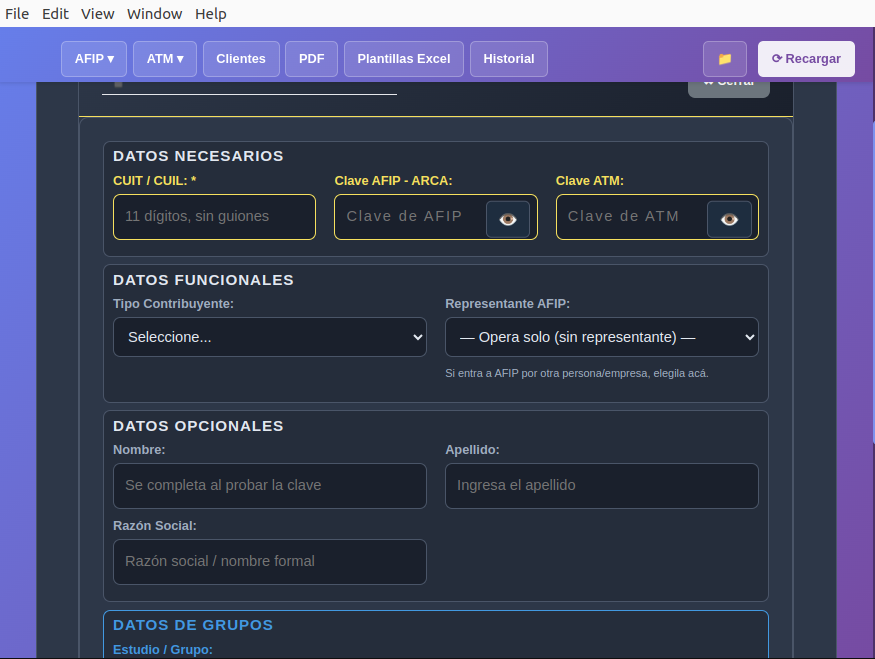 File Edit View Window Help
AFIP ▾ ATM ▾ Clientes PDF Plantillas Excel Historial ⟳ Recargar
Cerrar
DATOS NECESARIOS
CUIT / CUIL: * Clave AFIP - ARCA: Clave ATM:
11 dígitos, sin guiones Clave de AFIP Clave de ATM
DATOS FUNCIONALES
Tipo Contribuyente: Representante AFIP:
Seleccione... — Opera solo (sin representante) —
Si entra a AFIP por otra persona/empresa, elegila acá.
DATOS OPCIONALES
Nombre: Apellido:
Se completa al probar la clave Ingresa el apellido
Razón Social:
Razón social / nombre formal
DATOS DE GRUPOS
Estudio / Grupo: